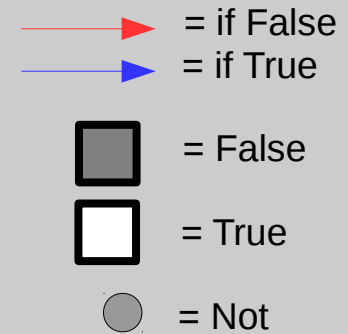 = if False
= if True
= False
= True
= Not